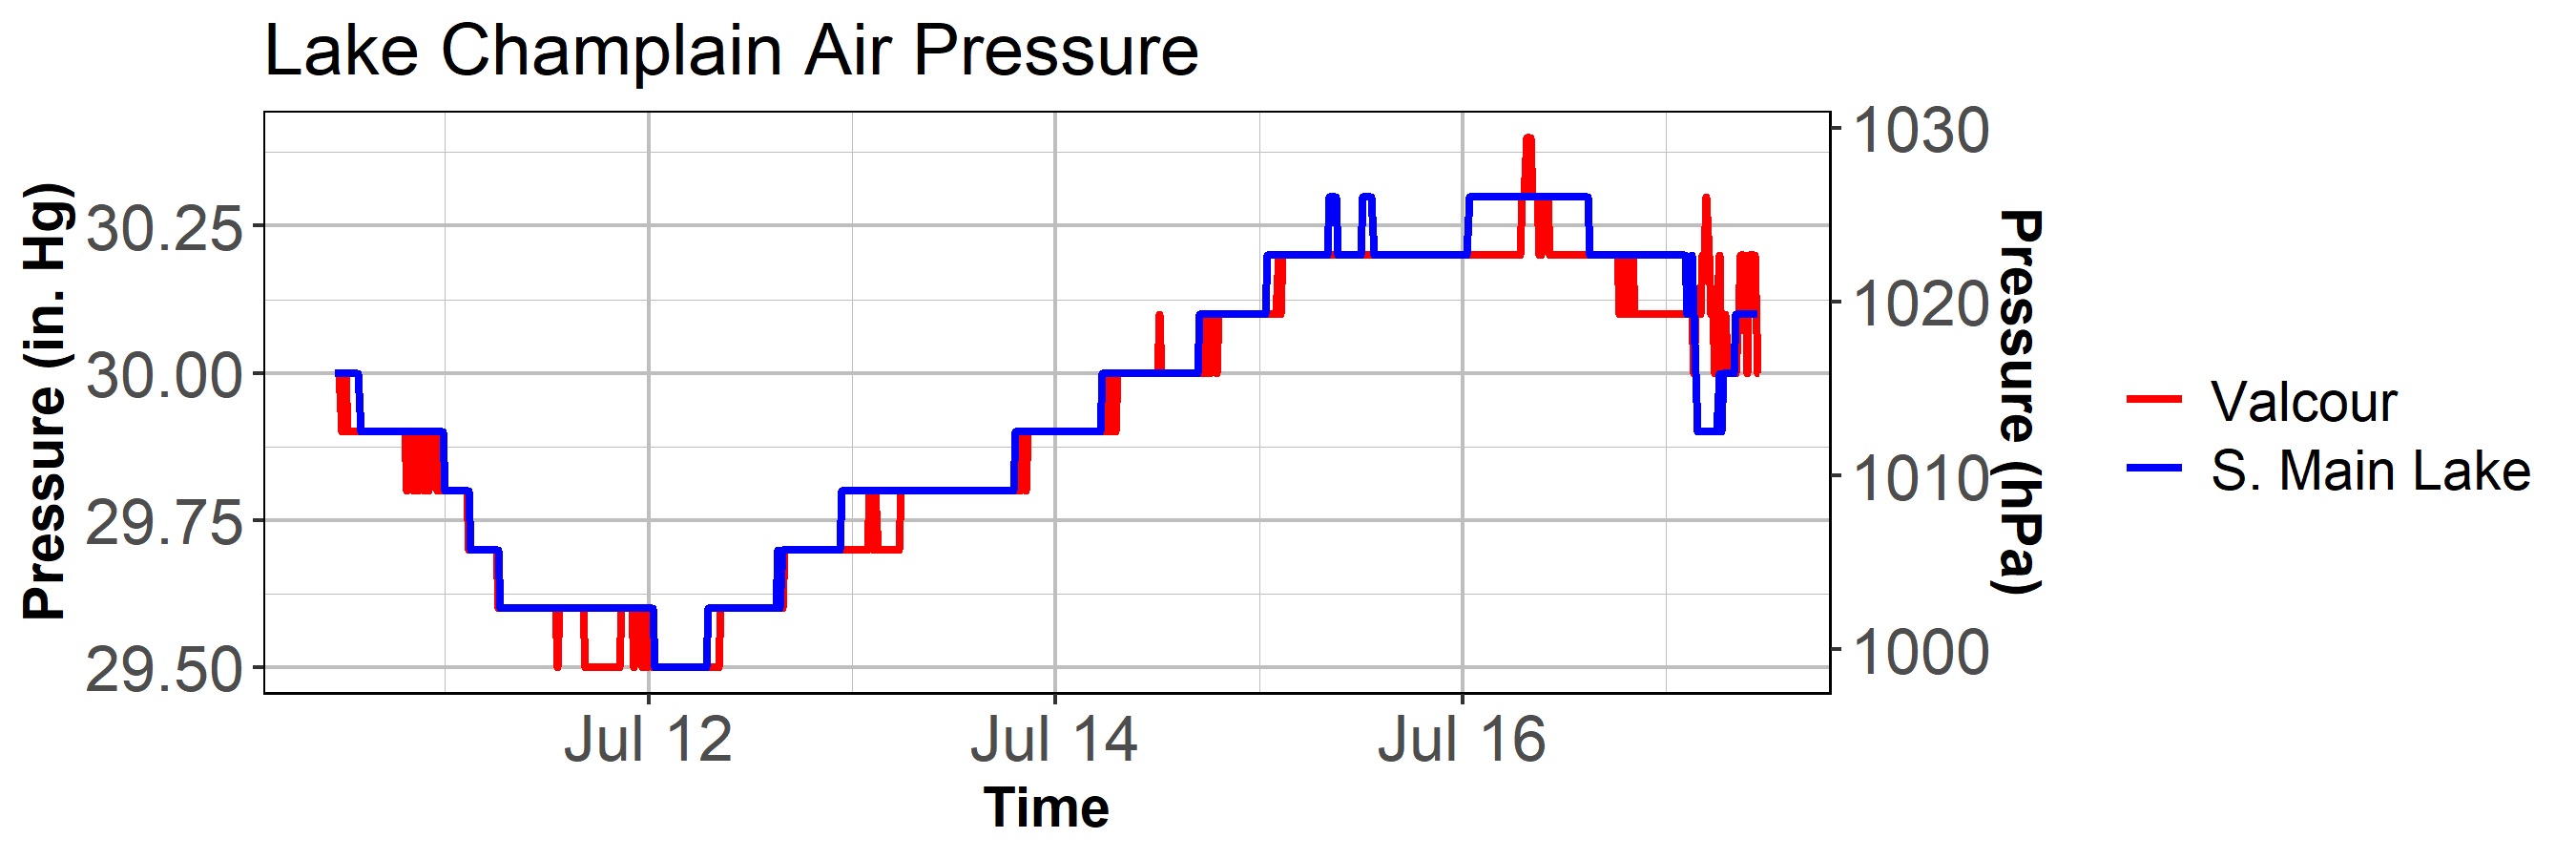 Lake Champlain Air Pressure
Pressure (in. Hg)
30.25
30.00
29.75
29.50
1030
1020
1010
1000
Pressure (hPa)
Jul 12
Jul 14
Jul 16
Time
Valcour
S. Main Lake